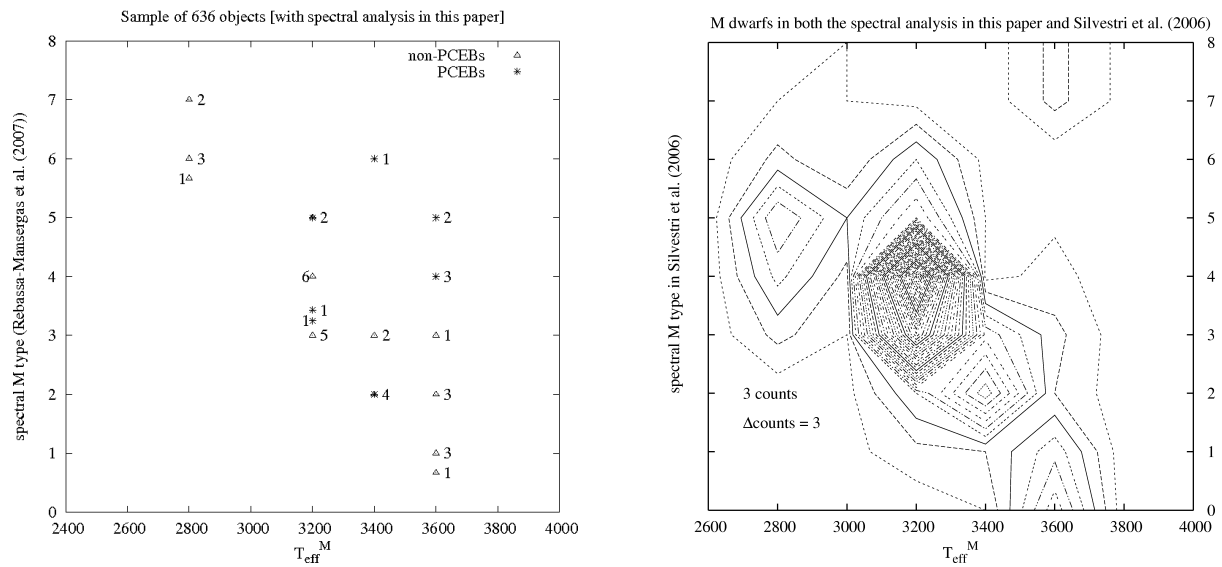 Sample of 636 objects [with spectral analysis in this paper]
non-PCEBs
PCEBs
spectral M type (Rebassa-Mansergas et al. (2007))
8
7
6
5
4
3
2
1
0
2
3
1
1
2
2
6
3
1
1
5
2
1
4
3
3
1
2400 2600 2800 3000 3200 3400 3600 3800 4000
T_eff^M
M dwarfs in both the spectral analysis in this paper and Silvestri et al. (2006)
spectral M type in Silvestri et al. (2006)
8
7
6
5
4
3
2
1
0
3 counts
Δcounts = 3
2600 2800 3000 3200 3400 3600 3800 4000
T_eff^M